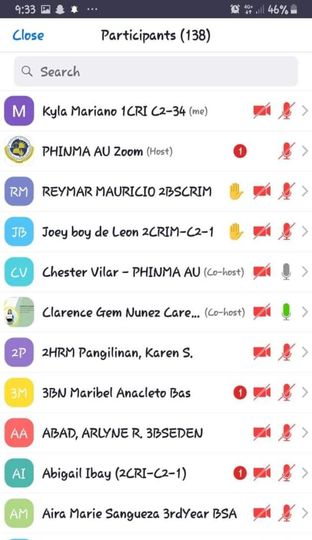 9:33 46%
Close Participants (138)
Search
M Kyla Mariano 1CRI C2-34 (me)
PHINMA AU Zoom (Host) 1
RM REYMAR MAURICIO 2BSCRIM
JB Joey boy de Leon 2CRIM-C2-1
CV Chester Vilar - PHINMA AU (Co-host)
Clarence Gem Nunez Care... (Co-host)
2P 2HRM Pangilinan, Karen S.
3M 3BN Maribel Anacleto Bas 1
AA ABAD, ARLYNE R. 3BSEDEN
AI Abigail Ibay (2CRI-C2-1) 1
AM Aira Marie Sangueza 3rdYear BSA